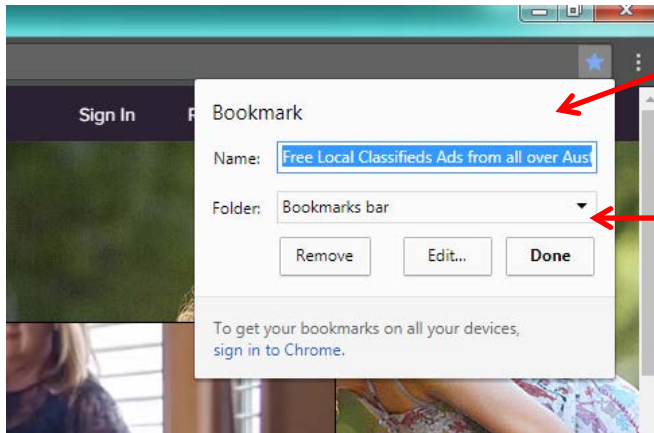 Sign In
Bookmark
Name: Free Local Classifieds Ads from all over Aust
Folder: Bookmarks bar
Remove Edit... Done
To get your bookmarks on all your devices,
sign in to Chrome.